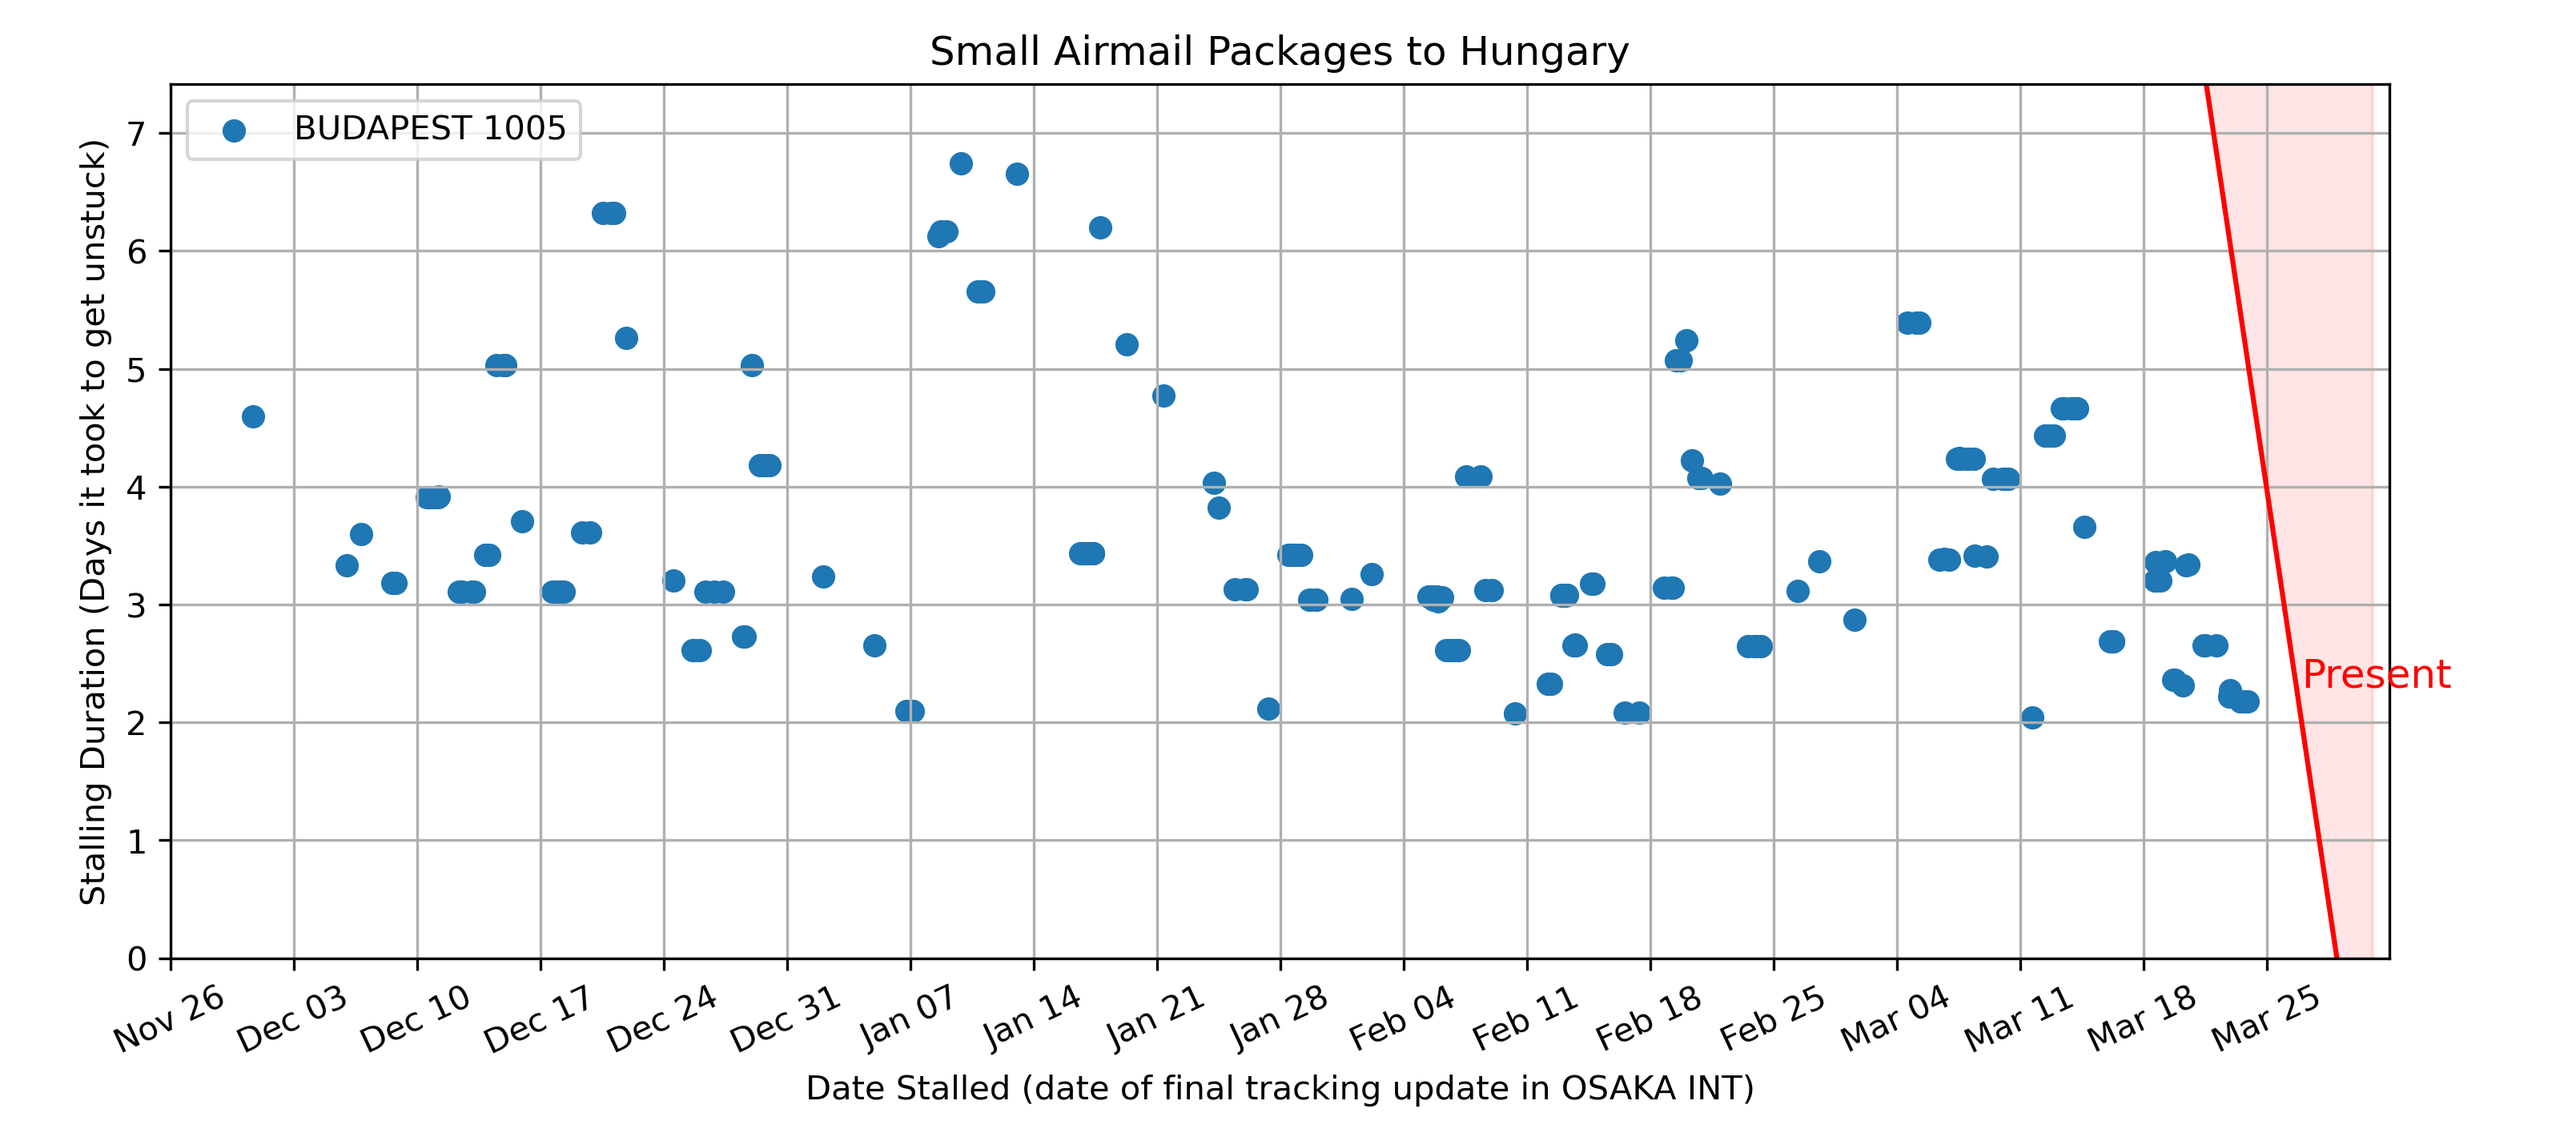 Small Airmail Packages to Hungary
BUDAPEST 1005
Stalling Duration (Days it took to get unstuck)
7
6
5
4
3
2
1
0
Present
Nov 26
Dec 03
Dec 10
Dec 17
Dec 24
Dec 31
Jan 07
Jan 14
Jan 21
Jan 28
Feb 04
Feb 11
Feb 18
Feb 25
Mar 04
Mar 11
Mar 18
Mar 25
Date Stalled (date of final tracking update in OSAKA INT)